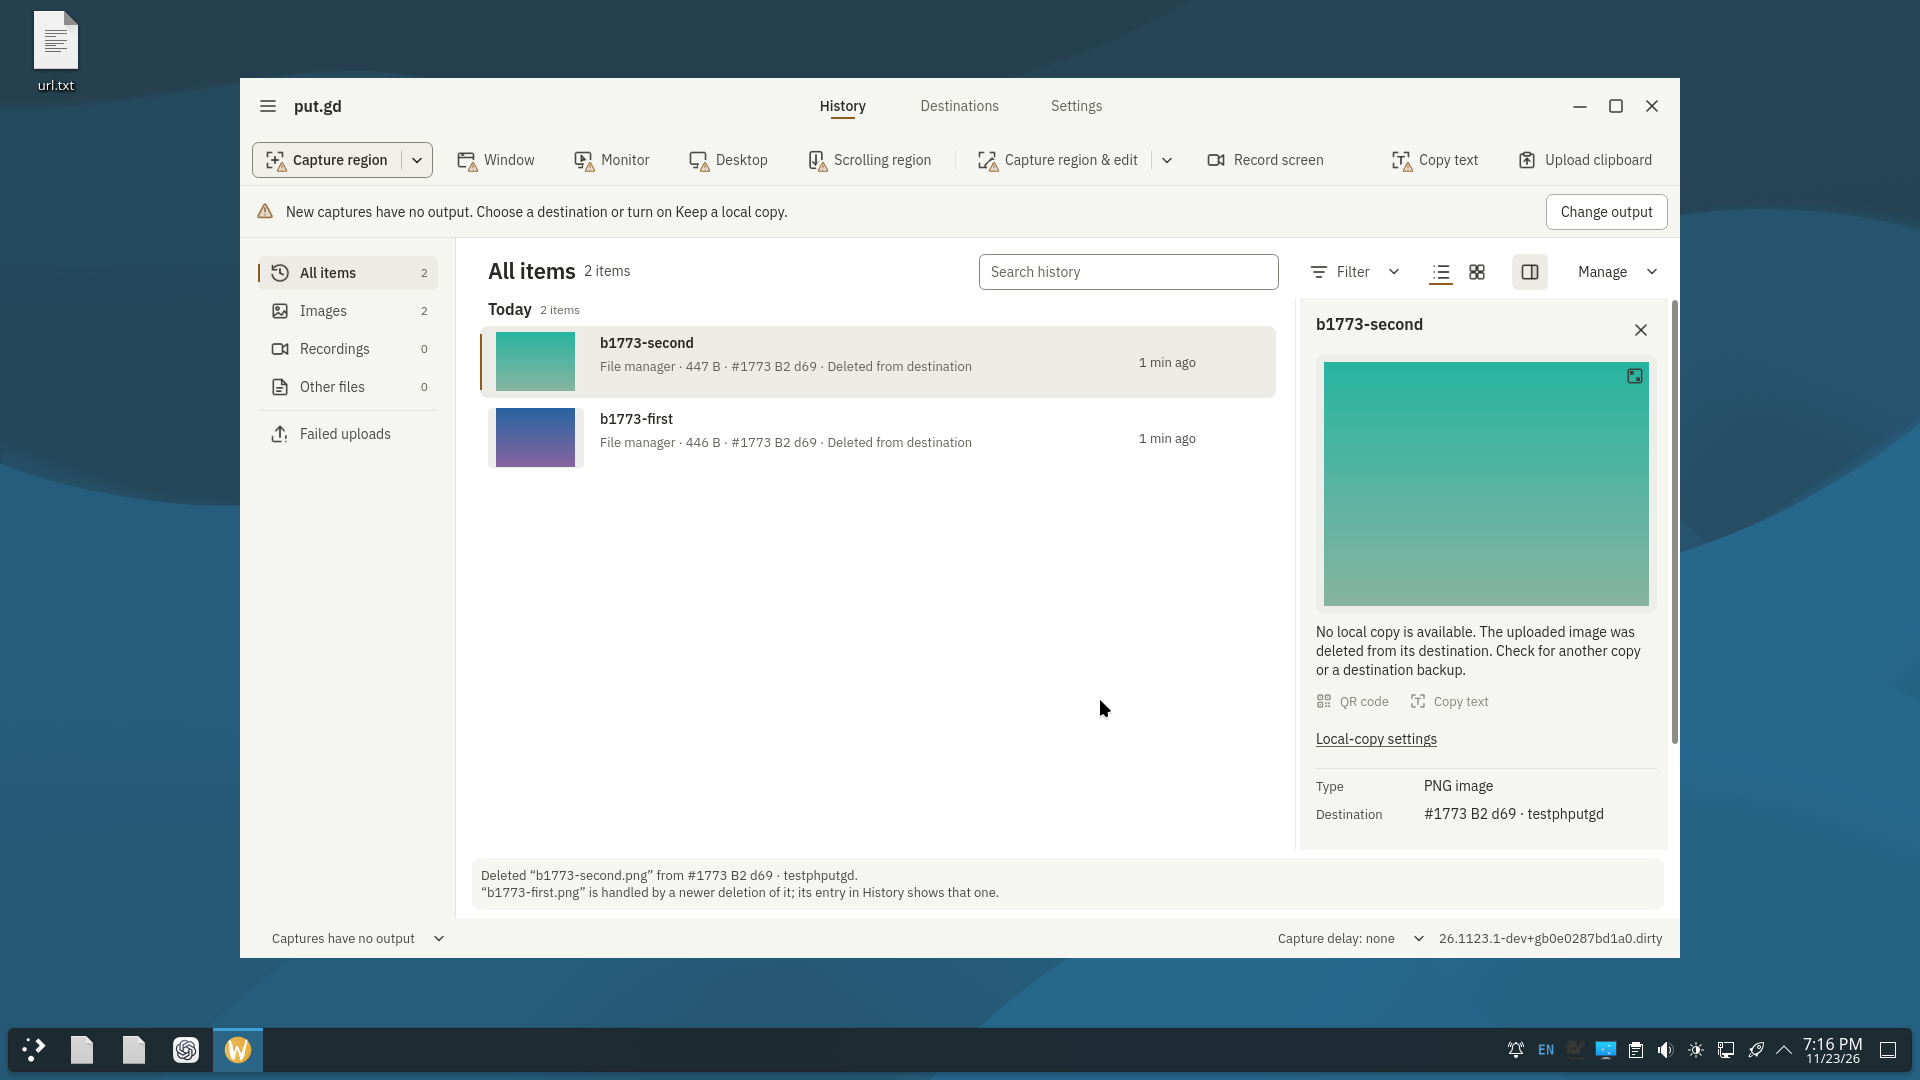 url.txt
put.gd
History
Destinations
Settings
Capture region
Window
Monitor
Desktop
Scrolling region
Capture region & edit
Record screen
Copy text
Upload clipboard
New captures have no output. Choose a destination or turn on Keep a local copy.
Change output
All items 2
Images 2
Recordings 0
Other files 0
Failed uploads
All items 2 items
Search history
Filter
Manage
Today 2 items
b1773-second
File manager · 447 B · #1773 B2 d69 · Deleted from destination
1 min ago
b1773-first
File manager · 446 B · #1773 B2 d69 · Deleted from destination
1 min ago
b1773-second
No local copy is available. The uploaded image was
deleted from its destination. Check for another copy
or a destination backup.
QR code
Copy text
Local-copy settings
Type PNG image
Destination #1773 B2 d69 · testphputgd
Deleted “b1773-second.png” from #1773 B2 d69 · testphputgd.
“b1773-first.png” is handled by a newer deletion of it; its entry in History shows that one.
Captures have no output
Capture delay: none
26.1123.1-dev+gb0e0287bd1a0.dirty
W
EN
7:16 PM
11/23/26